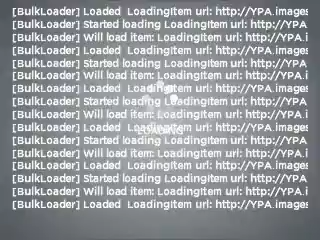 [BulkLoader] Loaded LoadingItem url: http://YPA.images
[BulkLoader] Started loading LoadingItem url: http://YPA
[BulkLoader] Will load item: LoadingItem url: http://YPA.i
[BulkLoader] Loaded LoadingItem url: http://YPA.images
[BulkLoader] Started loading LoadingItem url: http://YPA
[BulkLoader] Will load item: LoadingItem url: http://YPA.i
[BulkLoader] Loaded LoadingItem url: http://YPA.images
[BulkLoader] Started loading LoadingItem url: http://YPA
[BulkLoader] Will load item: LoadingItem url: http://YPA.i
[BulkLoader] Loaded LoadingItem url: http://YPA.images
LOADING
[BulkLoader] Started loading LoadingItem url: http://YPA
[BulkLoader] Will load item: LoadingItem url: http://YPA.i
[BulkLoader] Loaded LoadingItem url: http://YPA.images
[BulkLoader] Started loading LoadingItem url: http://YPA
[BulkLoader] Will load item: LoadingItem url: http://YPA.i
[BulkLoader] Loaded LoadingItem url: http://YPA.images